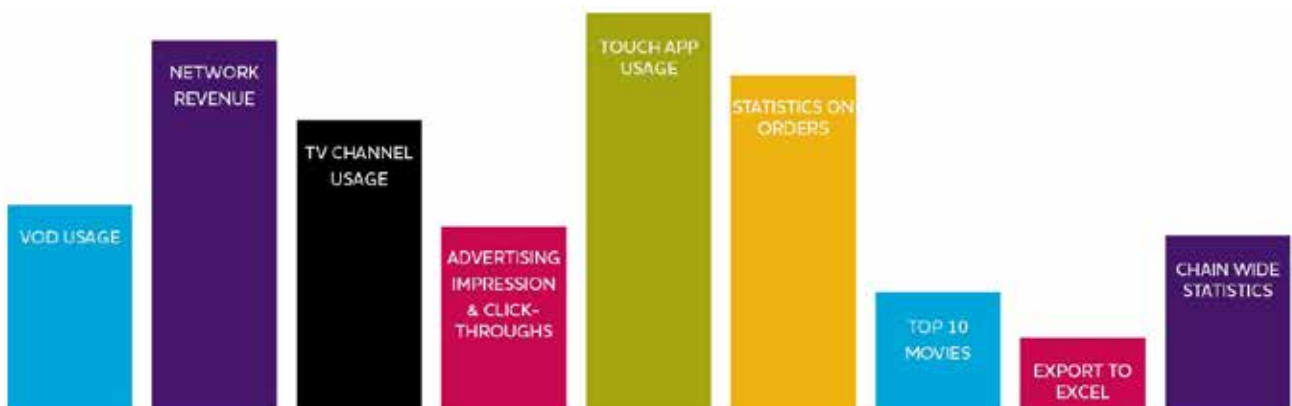 VOD USAGE
NETWORK
REVENUE
TV CHANNEL
USAGE
ADVERTISING
IMPRESSION
& CLICK-
THROUGHS
TOUCH APP
USAGE
STATISTICS ON
ORDERS
TOP 10
MOVIES
EXPORT TO
EXCEL
CHAIN WIDE
STATISTICS